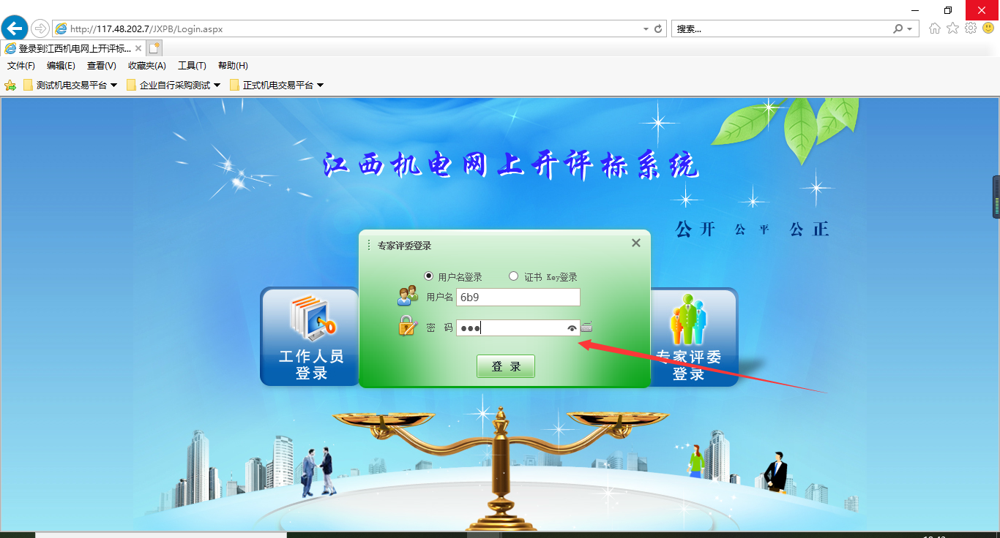 http://117.48.202.7/JXPB/Login.aspx
搜索...
登录到江西机电网上开评标...
文件(F) 编辑(E) 查看(V) 收藏夹(A) 工具(T) 帮助(H)
测试机电交易平台 企业自行采购测试 正式机电交易平台
江西机电网上开评标系统
公开 公平 公正
专家评委登录
用户名登录 证书 Key登录
用户名 6b9
密 码 ●●●
登 录
工作人员
登录
专家评委
登录